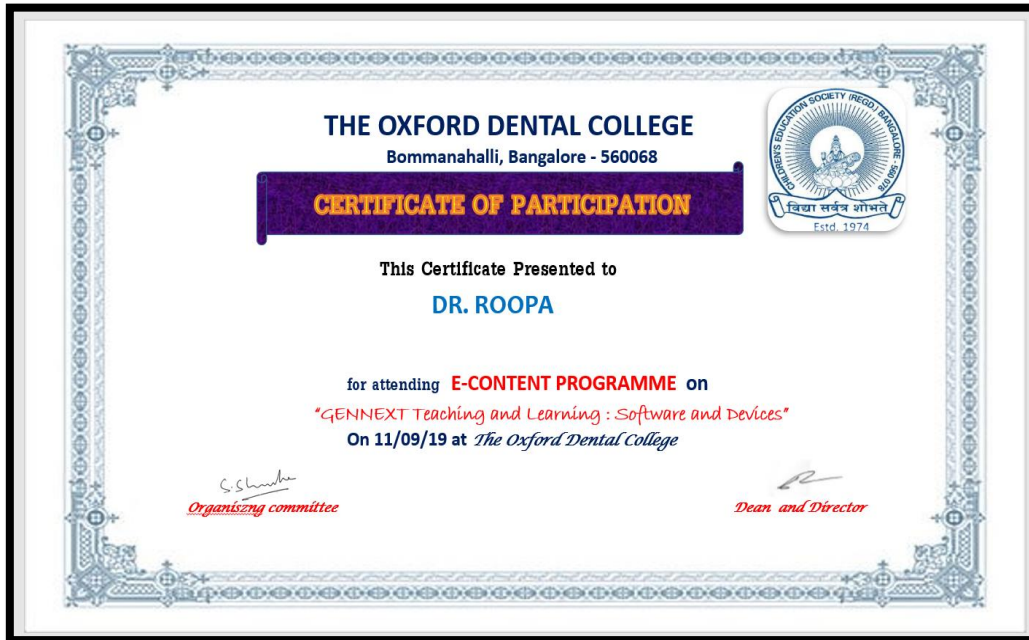 THE OXFORD DENTAL COLLEGE
Bommanahalli, Bangalore - 560068
CHILDREN'S EDUCATION SOCIETY (REGD.) BANGALORE - 560 078
विद्या सर्वत्र शोभते
Estd. 1974
CERTIFICATE OF PARTICIPATION
This Certificate Presented to
DR. ROOPA
for attending E-CONTENT PROGRAMME on
"GENNEXT Teaching and Learning : Software and Devices"
On 11/09/19 at The Oxford Dental College
Organiszng committee
Dean and Director